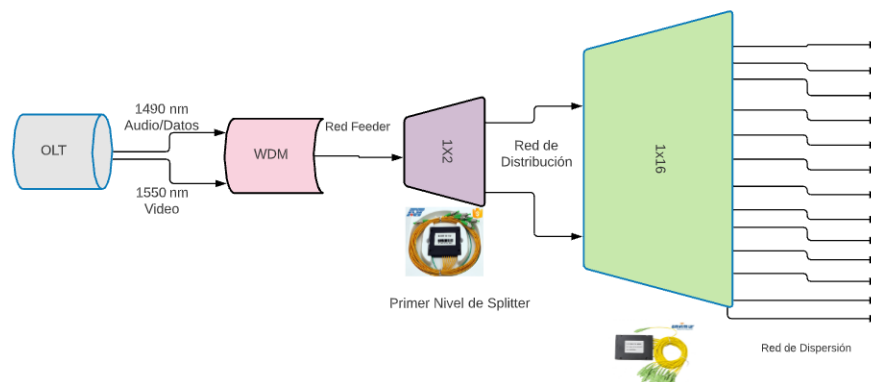 OLT
1490 nm
Audio/Datos
1550 nm
Video
WDM
Red Feeder
1X2
Primer Nivel de Splitter
Red de
Distribución
1x16
Red de Dispersión